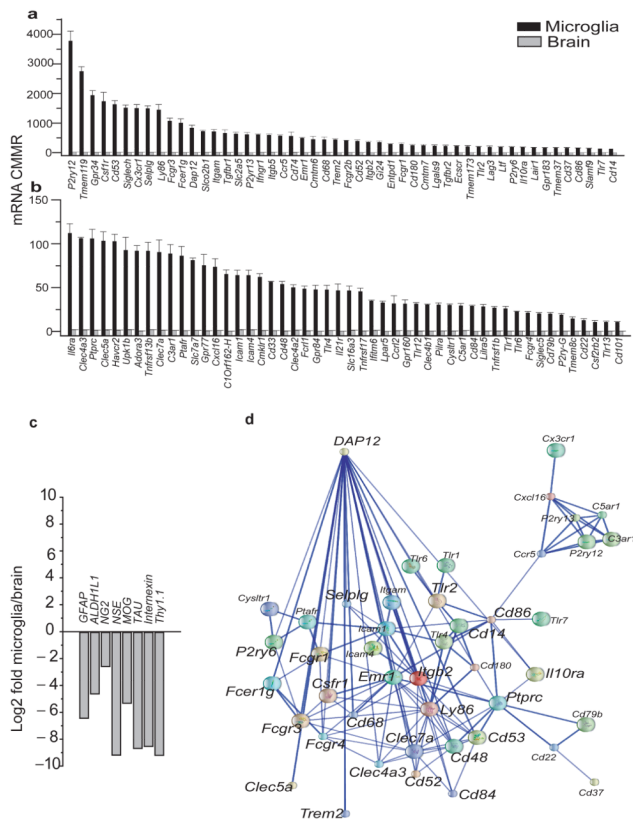 a
Microglia
Brain
mRNA CMMR
4000
3000
2000
1000
0
P2ry12 Tmem119 Gpr34 Csf1r Cd53 Siglech Cx3cr1 Selplg Ly86 Fcgr3 Fcer1g Dap12 Slco2b1 Itgam Tgfbr1 Slc2a5 P2ry13 Ifngr1 Itgb5 Ccr5 Cd74 Emr1 Cmtm6 Cd68 Trem2 Fcgr2b Cd52 Itgb2 Gi24 Entpd1 Fcgr1 Cd180 Cmtm7 Lgas9 Tgfbr2 Ecscr Tmem173 Tlr2 Lag3 Ltf P2ry6 Il10ra Lair1 Gpr183 Tmem37 Cd37 Cd86 Slamf9 Tlr7 Cd14
b
150
100
50
0
Il6ra Clec4a3 Ptprc Clec5a Havcr2 Upk1b Adora3 Tnfrsf13b Clec7a C3ar1 Ptafr Slc7a7 Gpr77 Cxcl16 C1Orf162-H Icam1 Icam4 Cmklr1 Cd33 Cd48 Clec4a2 Fcrl1 Gpr84 Tlr4 Il21r Slc16a3 Tnfrsf17 Ifitm6 Lpar5 Ccrl2 Gpr160 Tlr12 Clec4b1 Pilra Cysltr1 C5ar1 Cd84 Lilra5 Tnfrsf1b Tlr1 Tlr6 Fcgr4 Siglec5 Cd79b P2ry-G Tmem8c Cd22 Csf2rb2 Tlr13 Cd101
c
Log2 fold microglia/brain
10
8
6
4
2
0
-2
-4
-6
-8
-10
GFAP ALDH1L1 NG2 NSE MOG TAU Internexin Thy1.1
d
DAP12
Cx3cr1
Cxcl16
C5ar1
P2ry13
C3ar1
Ccr5
P2ry12
Tlr6
Tlr1
Cysltr1
Selplg
Itgam
Tlr2
Cd86
Ptafr
Icam1
Tlr7
P2ry6
Icam4
Tlr4
Cd14
Fcgr1
Cd180
Fcer1g
Csfr1
Emr1
Itgb2
Il10ra
Ptprc
Fcgr3
Cd68
Ly86
Cd79b
Fcgr4
Clec7a
Cd53
Cd48
Cd22
Clec4a3
Cd52
Clec5a
Cd84
Cd37
Trem2